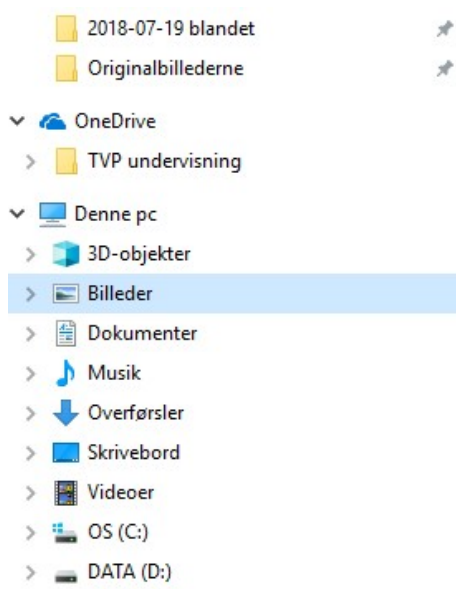 2018-07-19 blandet
Originalbillederne
OneDrive
TVP undervisning
Denne pc
3D-objekter
Billeder
Dokumenter
Musik
Overførsler
Skrivebord
Videoer
OS (C:)
DATA (D:)